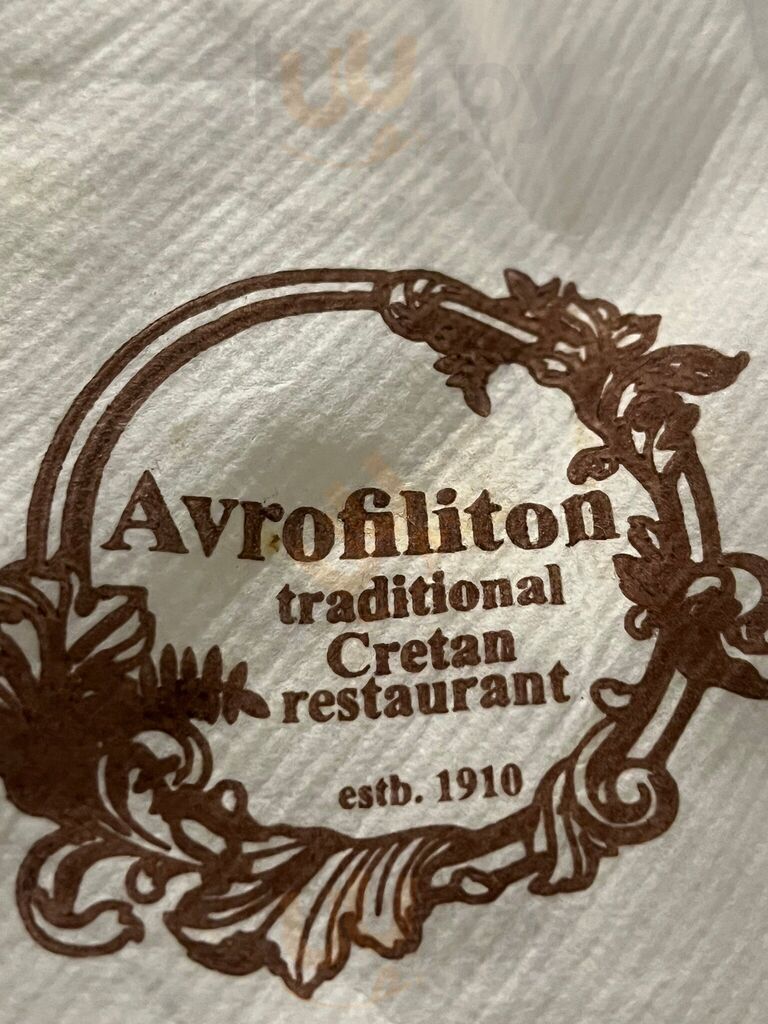 Avrofiliton
traditional
Cretan
restaurant
estb. 1910